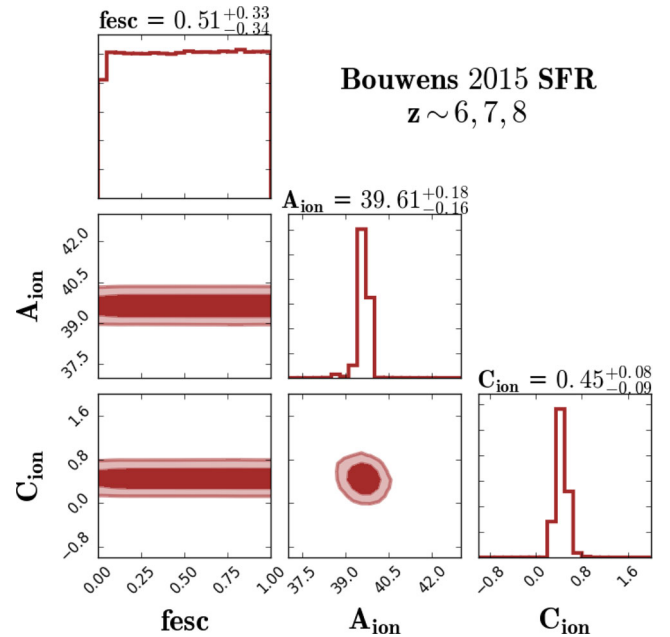 fesc = 0.51+0.33−0.34
Bouwens 2015 SFR
z ∼ 6, 7, 8
Aion = 39.61+0.18−0.16
42.0
40.5
39.0
37.5
Aion
Cion = 0.45+0.08−0.09
1.6
0.8
0.0
−0.8
Cion
0.00 0.25 0.50 0.75 1.00
37.5 39.0 40.5 42.0
−0.8 0.0 0.8 1.6
fesc
Aion
Cion